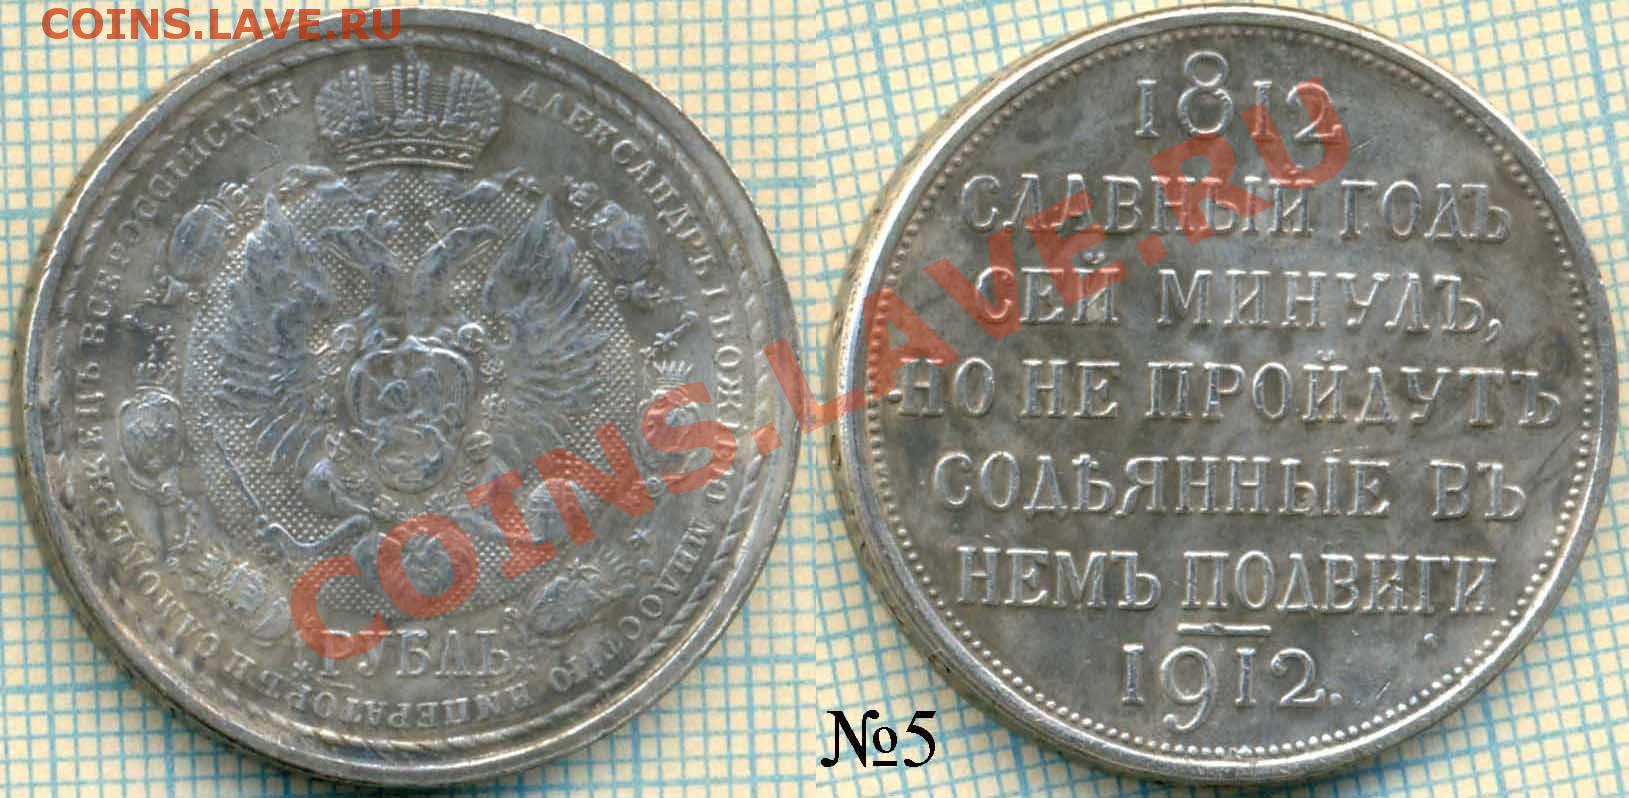 COINS.LAVE.RU
АЛЕКСАНДРЪ I БОЖІЕЮ МИЛОСТІЮ ИМПЕРАТОРЪ И САМОДЕРЖЕЦЪ ВСЕРОССІЙСКІЙ
РУБЛЬ
1812
СЛАВНЫЙ ГОДЪ
СЕЙ МИНУЛЪ,
НО НЕ ПРОЙДУТЪ
СОДѢЯННЫЕ ВЪ
НЕМЪ ПОДВИГИ
1912.
№5
COINS.LAVE.RU